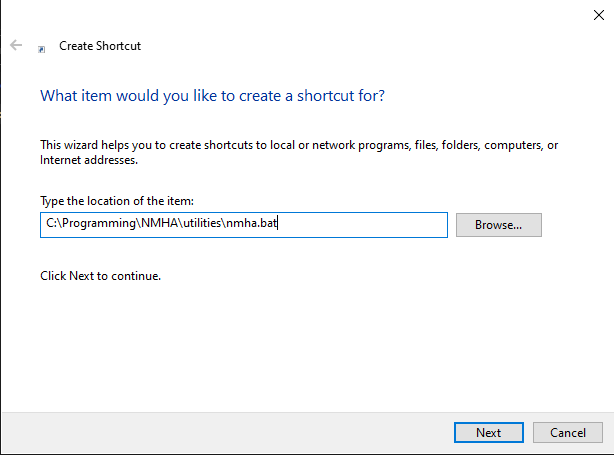 Create Shortcut
What item would you like to create a shortcut for?
This wizard helps you to create shortcuts to local or network programs, files, folders, computers, or
Internet addresses.
Type the location of the item:
C:\Programming\NMHA\utilities\nmha.bat
Browse...
Click Next to continue.
Next
Cancel